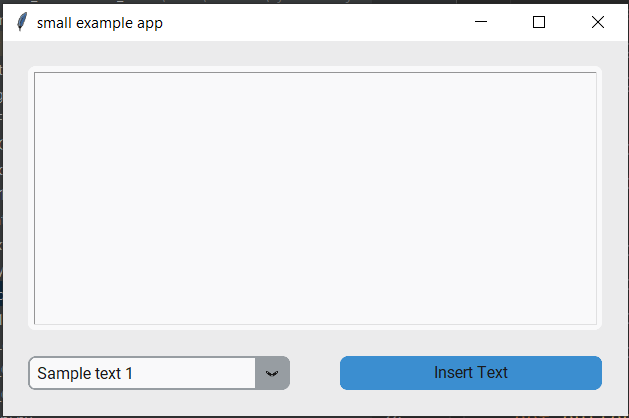 small example app
Sample text 1
Insert Text